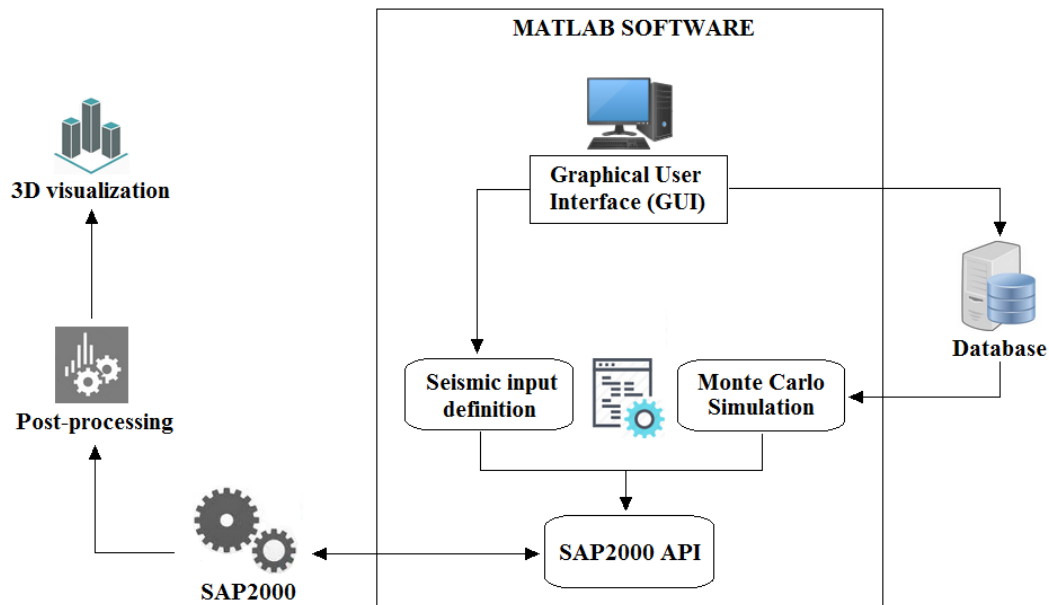 MATLAB SOFTWARE
Graphical User
Interface (GUI)
3D visualization
Database
Seismic input
definition
Monte Carlo
Simulation
Post-processing
SAP2000 API
SAP2000